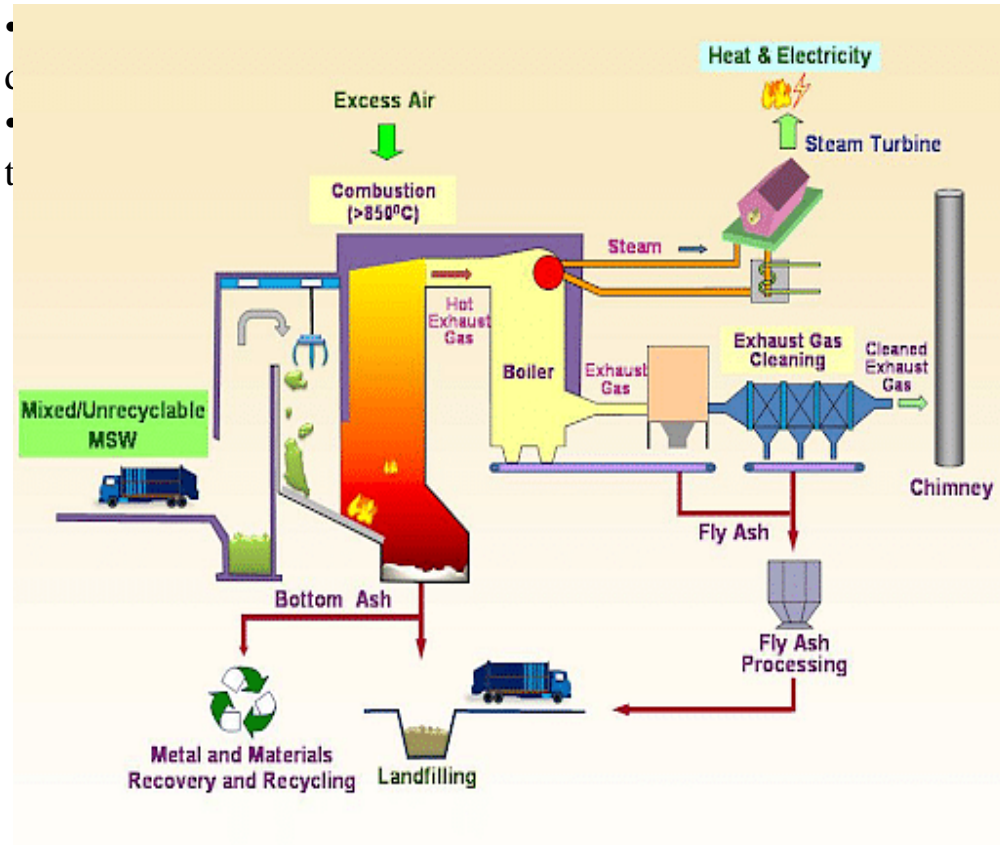 •
Heat & Electricity
Excess Air
Steam Turbine
Combustion
(>850⁰C)
Steam
Hot
Exhaust
Gas
Boiler
Exhaust
Gas
Exhaust Gas
Cleaning
Cleaned
Exhaust
Gas
Mixed/Unrecyclable
MSW
Chimney
Fly Ash
Bottom Ash
Fly Ash
Processing
Metal and Materials
Recovery and Recycling
Landfilling
•
t